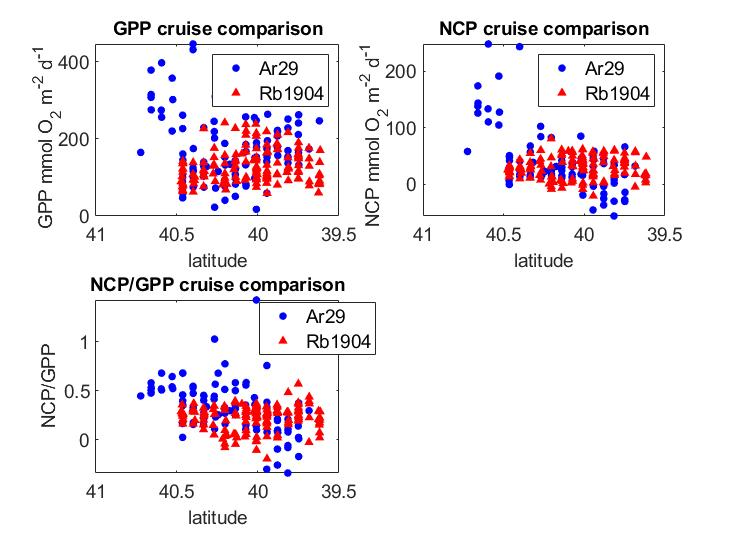 GPP cruise comparison
GPP mmol O2 m-2 d-1
400
200
0
Ar29
Rb1904
41
40.5
40
39.5
latitude
NCP cruise comparison
NCP mmol O2 m-2 d-1
200
100
0
Ar29
Rb1904
41
40.5
40
39.5
latitude
NCP/GPP cruise comparison
NCP/GPP
1
0.5
0
Ar29
Rb1904
41
40.5
40
39.5
latitude